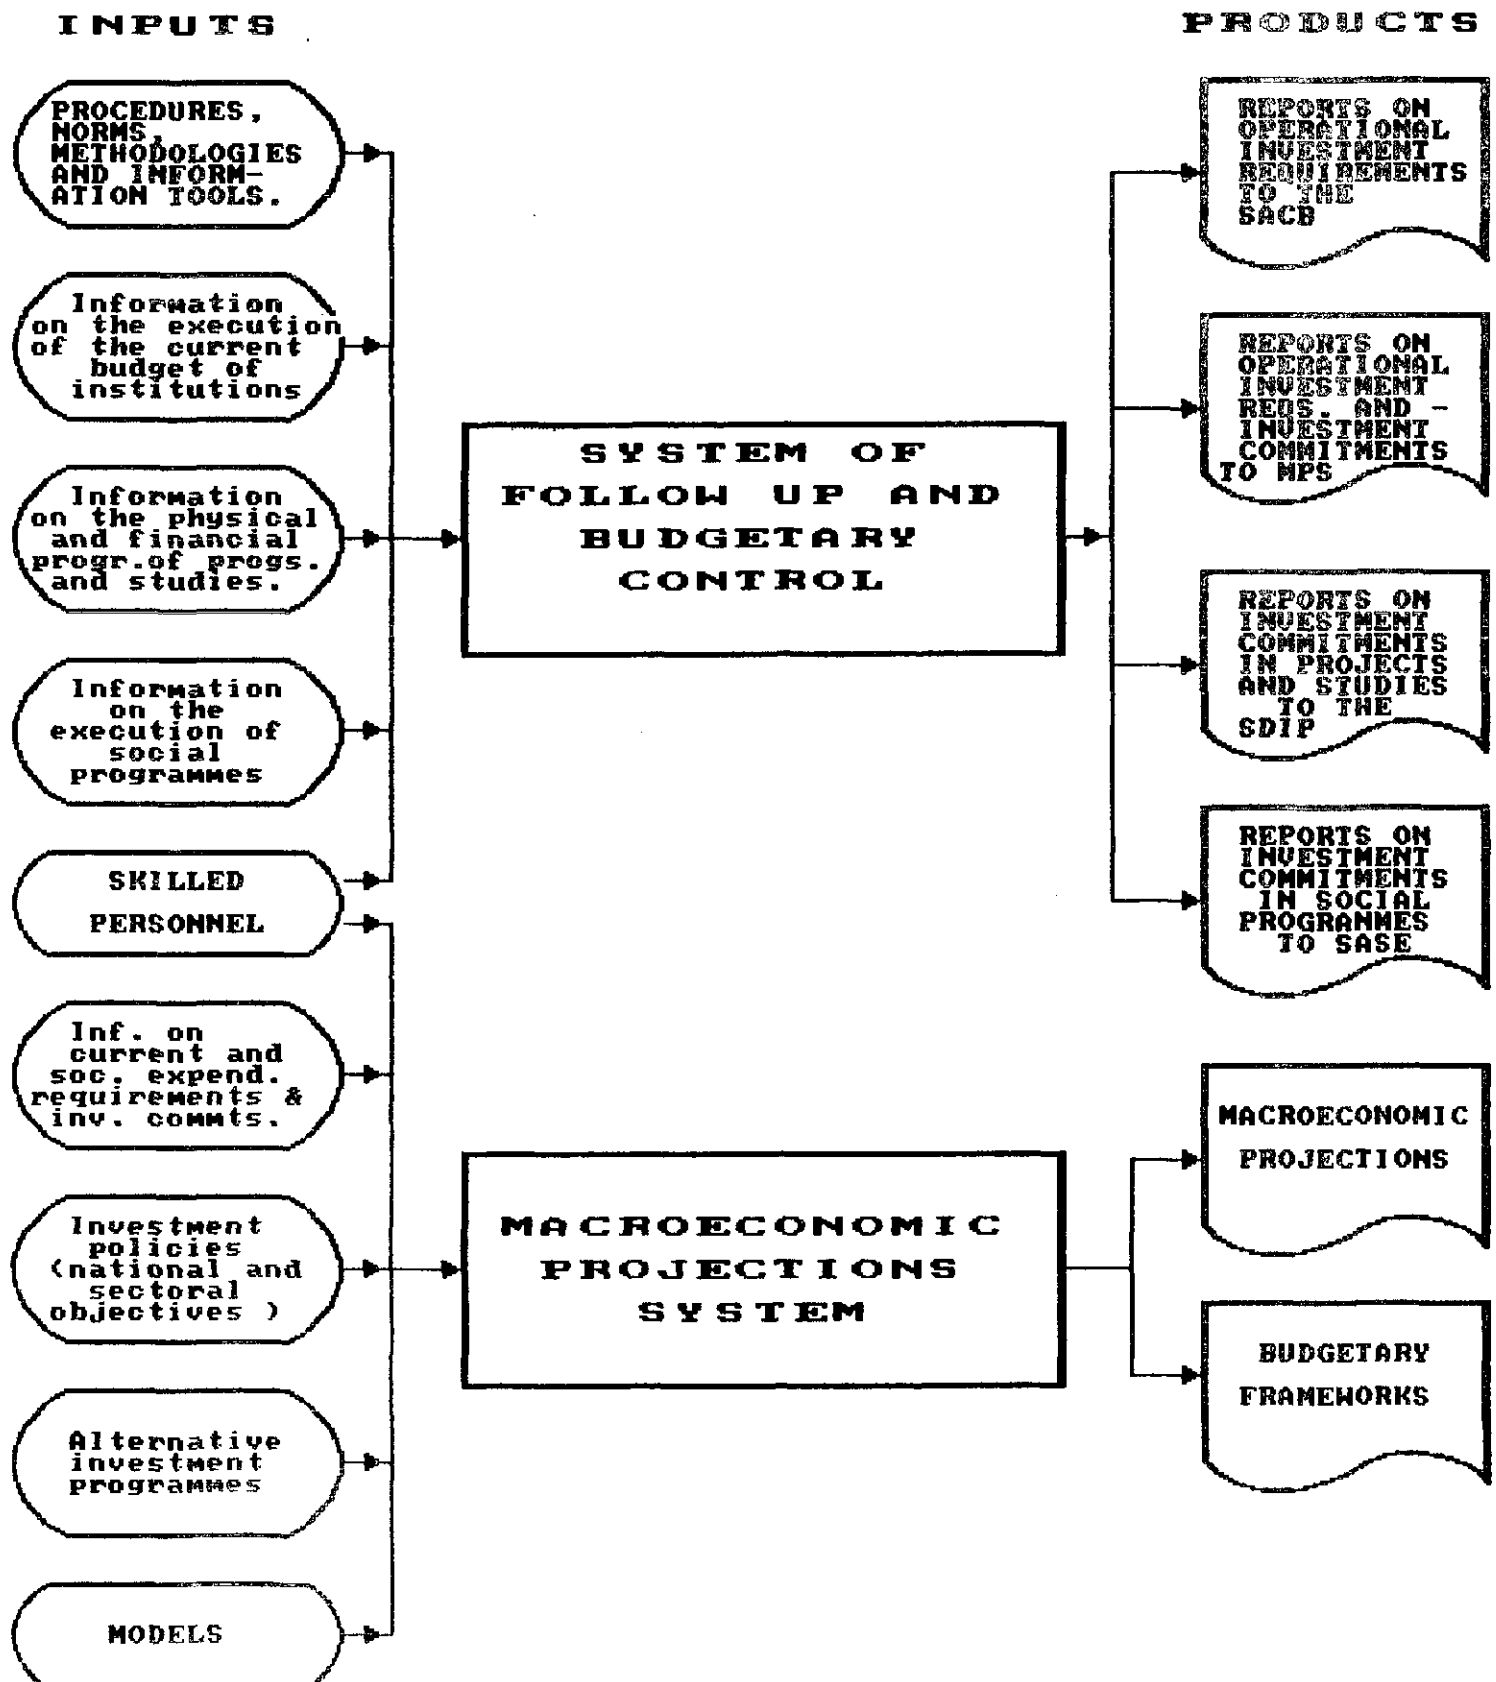 INPUTS
PROCEDURES,
NORMS,
METHODOLOGIES
AND INFORM-
ATION TOOLS.
Information
on the execution
of the current
budget of
institutions
Information
on the physical
and financial
progr.of progs.
and studies.
Information
on the
execution of
social
programmes
SKILLED
PERSONNEL
Inf. on
current and
soc. expend.
requirements &
inv. commts.
Investment
policies
(national and
sectoral
objectives )
Alternative
investment
programmes
MODELS
SYSTEM OF
FOLLOW UP AND
BUDGETARY
CONTROL
MACROECONOMIC
PROJECTIONS
SYSTEM
PRODUCTS
REPORTS ON
OPERATIONAL
INVESTMENT
REQUIREMENTS
TO THE
SACB
REPORTS ON
OPERATIONAL
INVESTMENT
REQS. AND -
INVESTMENT
COMMITMENTS
TO MPS
REPORTS ON
INVESTMENT
COMMITMENTS
IN PROJECTS
AND STUDIES
TO THE
SDIP
REPORTS ON
INVESTMENT
COMMITMENTS
IN SOCIAL
PROGRANMES
TO SASE
MACROECONOMIC
PROJECTIONS
BUDGETARY
FRAMEWORKS